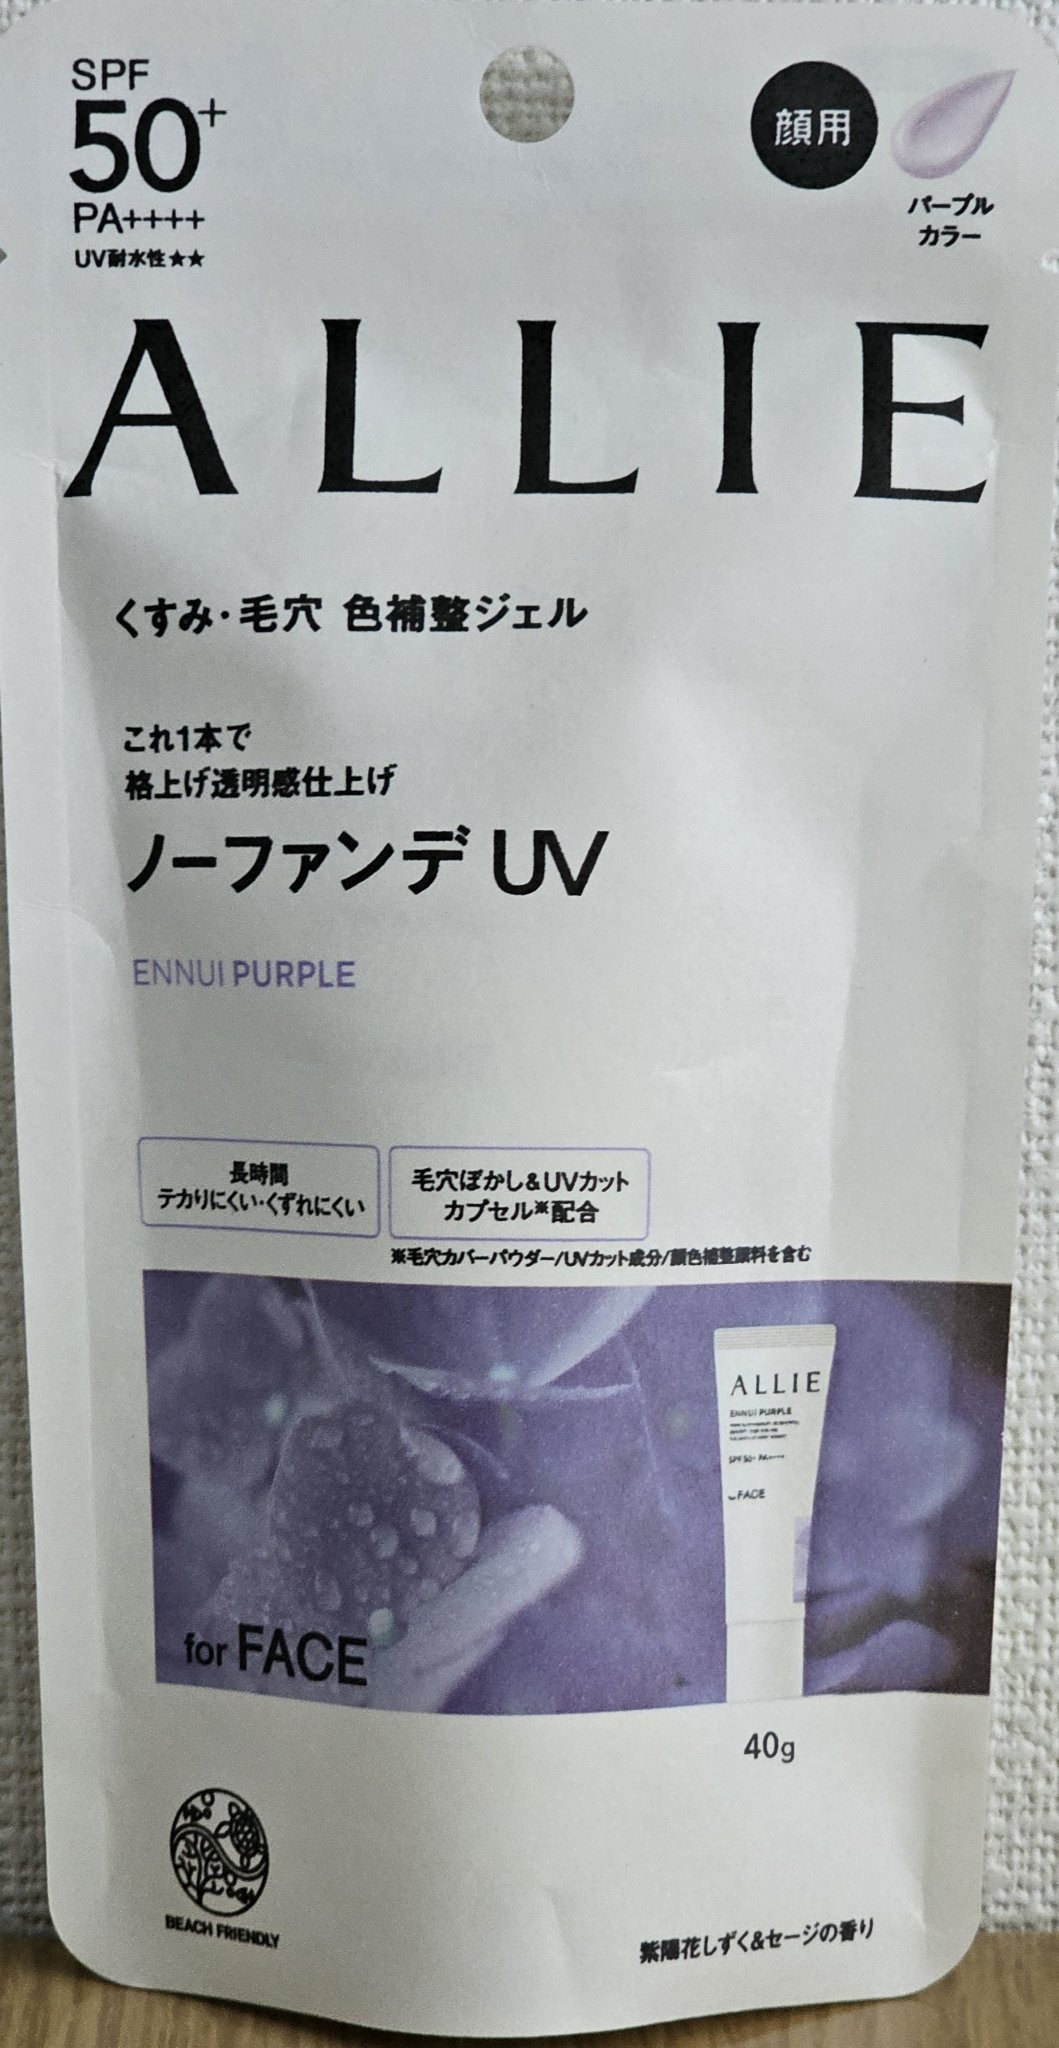 SPF
50+
PA++++
UV耐水性★★
顔用
パープル
カラー
ALLIE
くすみ・毛穴 色補整ジェル
これ1本で
格上げ透明感仕上げ
ノーファンデ UV
ENNUI PURPLE
長時間
テカりにくい・くずれにくい
毛穴ぼかし&UVカット
カプセル※配合
※毛穴カバーパウダー/UVカット成分/顔色補整顔料を含む
ALLIE
ENNUI PURPLE
SPF50+ PA++++
for FACE
for FACE
40g
BEACH FRIENDLY
紫陽花しずく&セージの香り